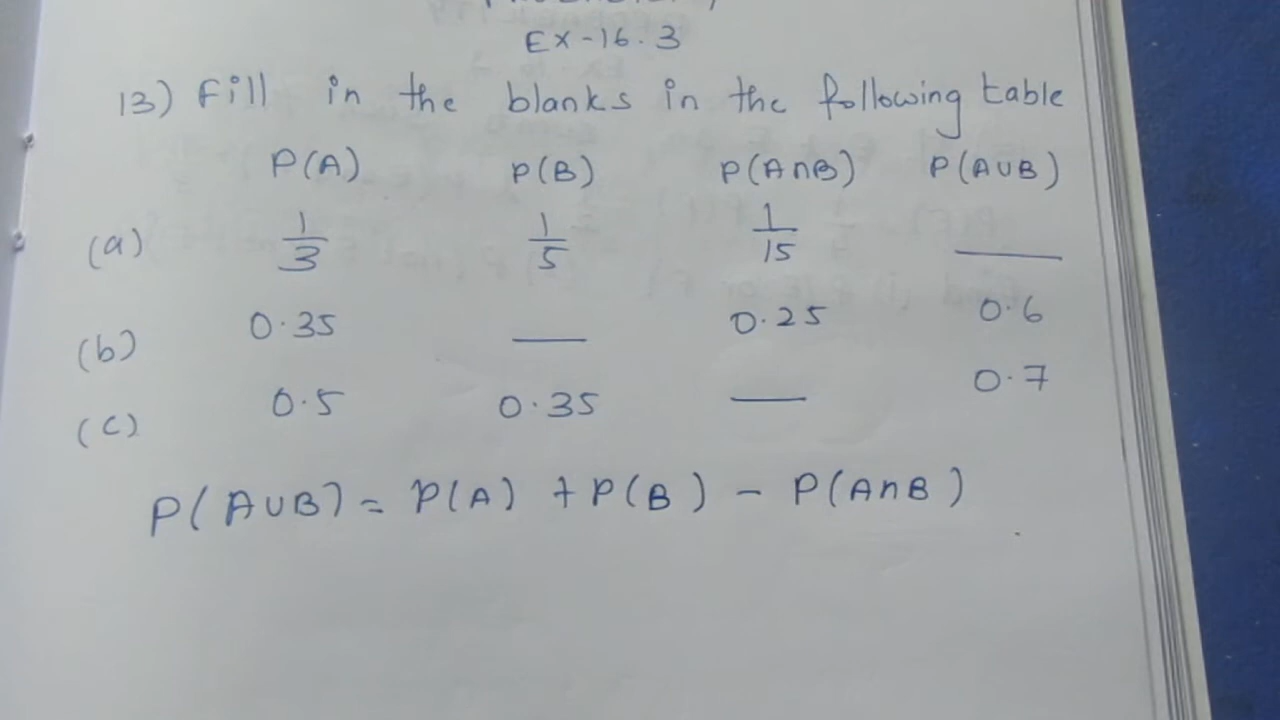 EX-16.3
13) Fill in the blanks in the following table
P(A) P(B) P(A∩B) P(A∪B)
(a) 1/3 1/5 1/15 ___
(b) 0.35 ___ 0.25 0.6
(c) 0.5 0.35 ___ 0.7
P(A∪B) = P(A) + P(B) - P(A∩B)